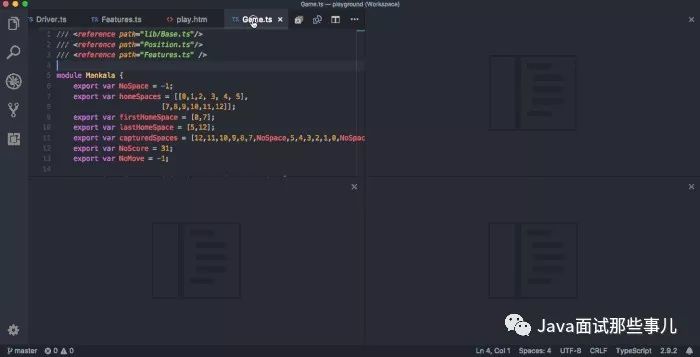 Game.ts — playground (Workspace)
Driver.ts Features.ts play.htm Game.ts
1 /// <reference path="lib/Base.ts"/>
2 /// <reference path="Position.ts"/>
3 /// <reference path="Features.ts" />
4
5 module Mankala {
6 export var NoSpace = -1;
7 export var homeSpaces = [[0,1,2, 3, 4, 5],
8 [7,8,9,10,11,12]];
9 export var firstHomeSpace = [0,7];
10 export var lastHomeSpace = [5,12];
11 export var capturedSpaces = [12,11,10,9,8,7,NoSpace,5,4,3,2,1,0,NoSpac
12 export var NoScore = 31;
13 export var NoMove = -1;
14
Java面试那些事儿
master 0 0 Ln 4, Col 1 Spaces: 4 UTF-8 CRLF TypeScript 2.9.2